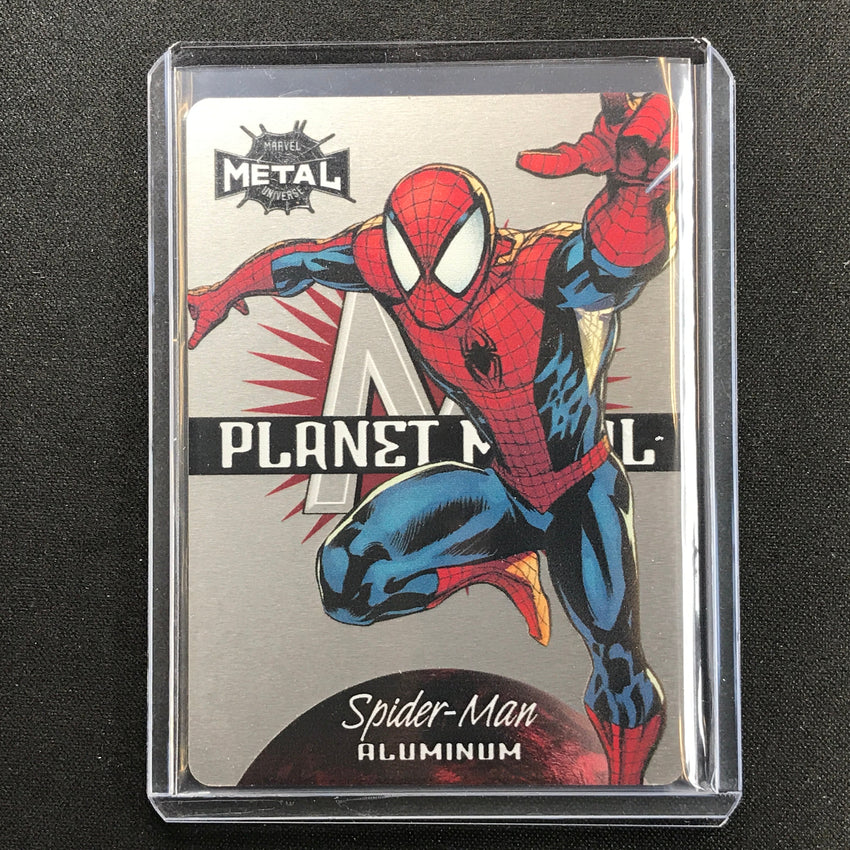 MARVEL
METAL
UNIVERSE
PLANET M L
Spider-Man
ALUMINUM